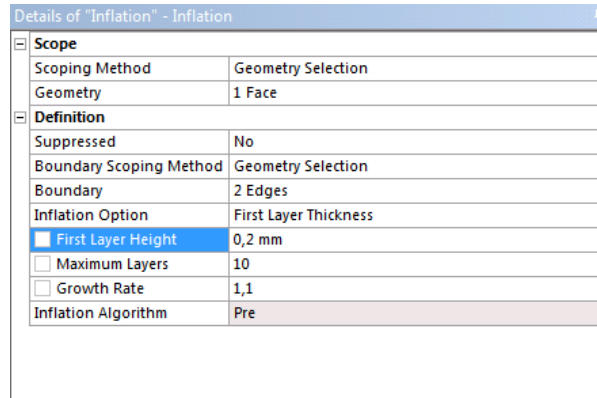 Details of "Inflation" - Inflation
Scope
Scoping Method Geometry Selection
Geometry 1 Face
Definition
Suppressed No
Boundary Scoping Method Geometry Selection
Boundary 2 Edges
Inflation Option First Layer Thickness
First Layer Height 0,2 mm
Maximum Layers 10
Growth Rate 1,1
Inflation Algorithm Pre